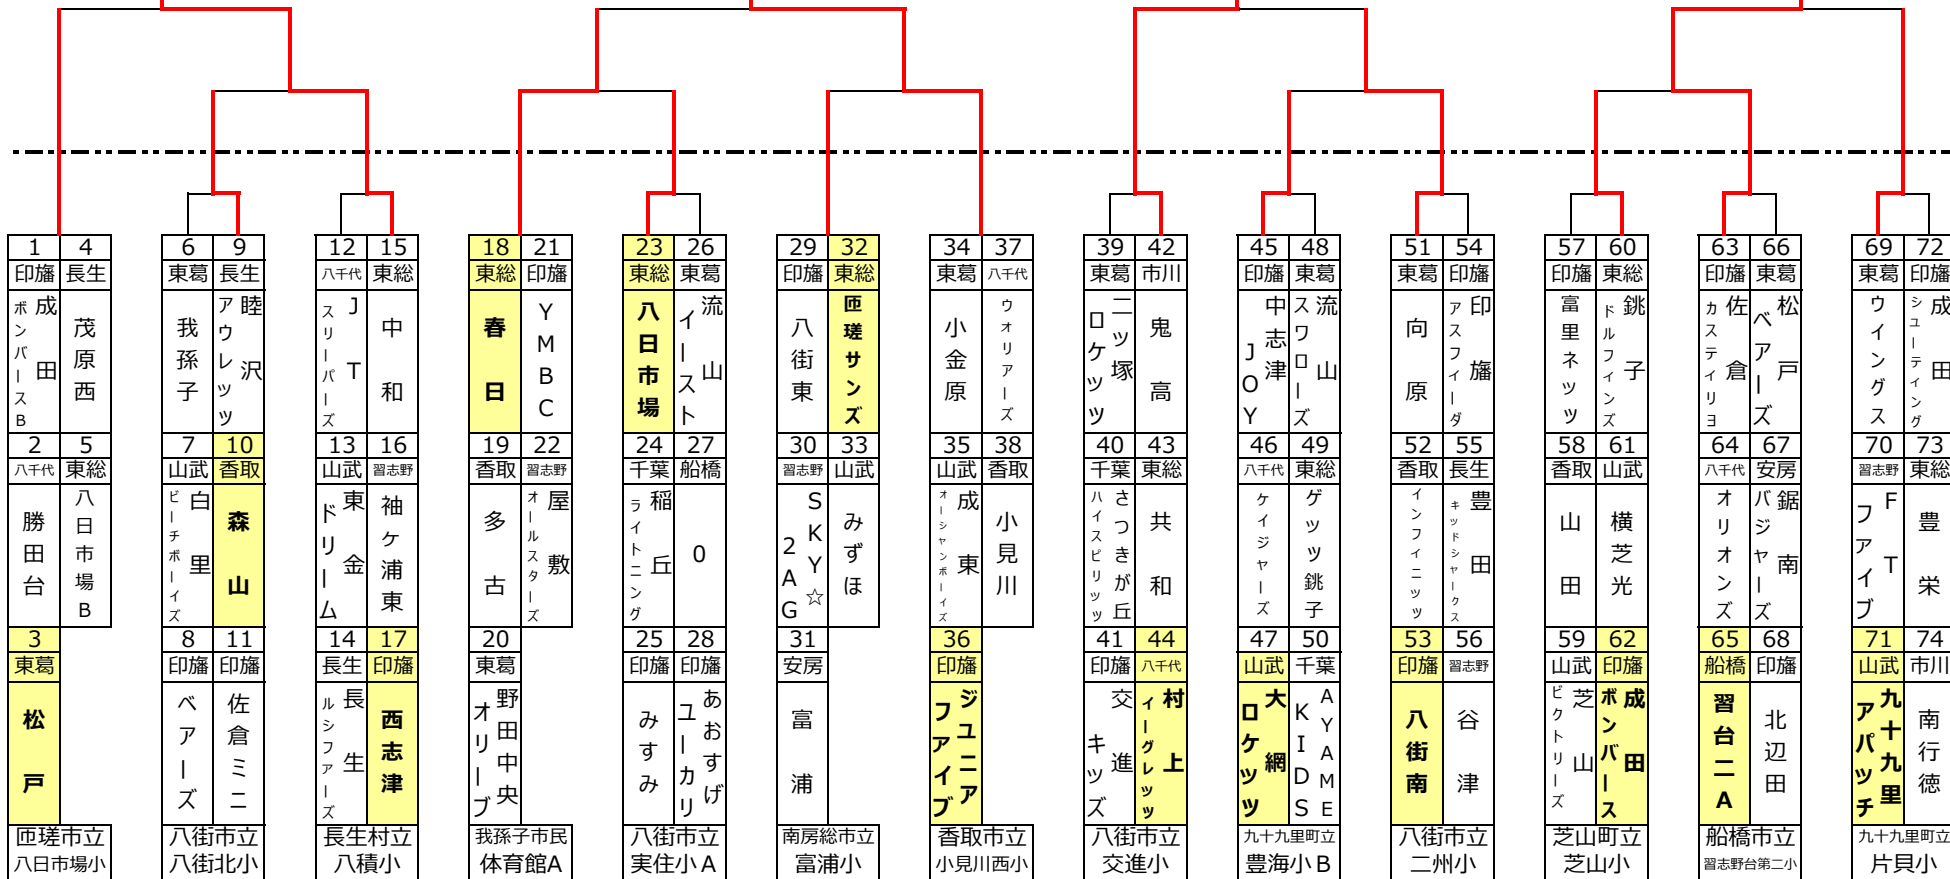 1 4 6 9 12 15 18 21 23 26 29 32 34 37 39 42 45 48 51 54 57 60 63 66 69 72
印旛 長生 東葛 長生 八千代 東総 東総 印旛 東総 東葛 印旛 東総 東葛 八千代 東葛 市川 印旛 東葛 東葛 印旛 印旛 東総 印旛 東葛 東葛 印旛
成田ボンバースB
茂原西
我孫子
睦沢アウレッツ
JTスリーパーズ
中和
春日
YMBC
八日市場
流山イースト
八街東
匝瑳サンズ
小金原
ウォリアーズ
二ツ塚ロケッツ
鬼高
中志津JOY
流山スワローズ
向原
印旛アスフィーダ
富里ネッツ
銚子ドルフィンズ
佐倉カスティリヨ
松戸ベアーズ
ウイングス
成田シューティング
2 5 7 10 13 16 19 22 24 27 30 33 35 38 40 43 46 49 52 55 58 61 64 67 70 73
八千代 東総 山武 香取 山武 習志野 香取 習志野 千葉 船橋 習志野 山武 山武 香取 千葉 東総 八千代 東総 香取 長生 香取 山武 八千代 安房 習志野 東総
勝田台
八日市場B
白里ビーチボーイズ
森山
東金ドリーム
袖ケ浦東
多古
屋敷オールスターズ
稲丘ライトニング
0
SKY☆2AG
みずほ
成東オーシャンボーイズ
小見川
さつきが丘ハイスピリッツ
共和
ケイジャーズ
ゲッツ銚子
インフィニッツ
豊田キッドシャークス
山田
横芝光
オリオンズ
鋸南バジャーズ
FTファイブ
豊栄
3 8 11 14 17 20 25 28 31 36 41 44 47 50 53 56 59 62 65 68 71 74
東葛 印旛 印旛 長生 印旛 東葛 印旛 印旛 安房 印旛 印旛 八千代 山武 千葉 印旛 習志野 山武 印旛 船橋 印旛 山武 市川
松戸
ベアーズ
佐倉ミニ
長生ルシファーズ
西志津
野田中央オリーブ
みすみ
あおすげユーカリ
富浦
ジュニアファイブ
交進キッズ
村上イーグレッツ
大網ロケッツ
AYAMEKIDS
八街南
谷津
芝山ビクトリーズ
成田ボンバース
習台二A
北辺田
九十九里アパッチ
南行徳
匝瑳市立 八街市立 長生村立 我孫子市民 八街市立 南房総市立 香取市立 八街市立 九十九里町立 八街市立 芝山町立 船橋市立 九十九里町立
八日市場小 八街北小 八積小 体育館A 実住小A 富浦小 小見川西小 交進小 豊海小B 二州小 芝山小 習志野台第二小 片貝小